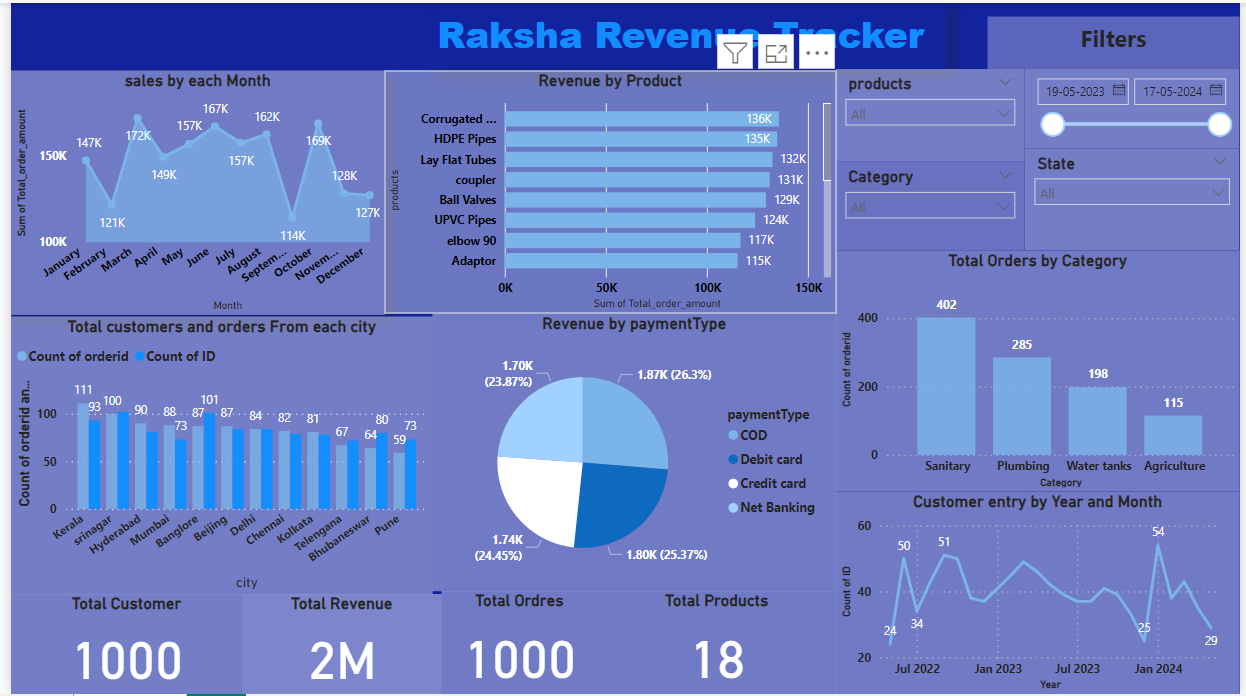 Raksha Revenue Tracker
Filters
sales by each Month
Sum of Total_order_amount
150K
100K
147K
121K
172K
149K
157K
167K
157K
162K
114K
169K
128K
127K
January
February
March
April
May
June
July
August
Septem...
October
Novem...
December
Month
Revenue by Product
products
Corrugated ...
136K
HDPE Pipes
135K
Lay Flat Tubes
132K
coupler
131K
Ball Valves
129K
UPVC Pipes
124K
elbow 90
117K
Adaptor
115K
0K
50K
100K
150K
Sum of Total_order_amount
products
All
Category
All
19-05-2023
17-05-2024
State
All
Total customers and orders From each city
Count of orderid
Count of ID
Count of orderid an...
100
50
0
111
93
100
90
88
73
87
101
87
84
82
81
67
64
80
59
73
Kerala
srinagar
Hyderabad
Mumbai
Banglore
Beijing
Delhi
Chennai
Kolkata
Telengana
Bhubaneswar
Pune
city
Revenue by paymentType
1.70K
(23.87%)
1.87K (26.3%)
1.74K
(24.45%)
1.80K (25.37%)
paymentType
COD
Debit card
Credit card
Net Banking
Total Orders by Category
Count of orderid
400
200
0
402
285
198
115
Sanitary
Plumbing
Water tanks
Agriculture
Category
Customer entry by Year and Month
Count of ID
60
40
20
24
50
34
51
25
54
29
Jul 2022
Jan 2023
Jul 2023
Jan 2024
Year
Total Customer
1000
Total Revenue
2M
Total Ordres
1000
Total Products
18